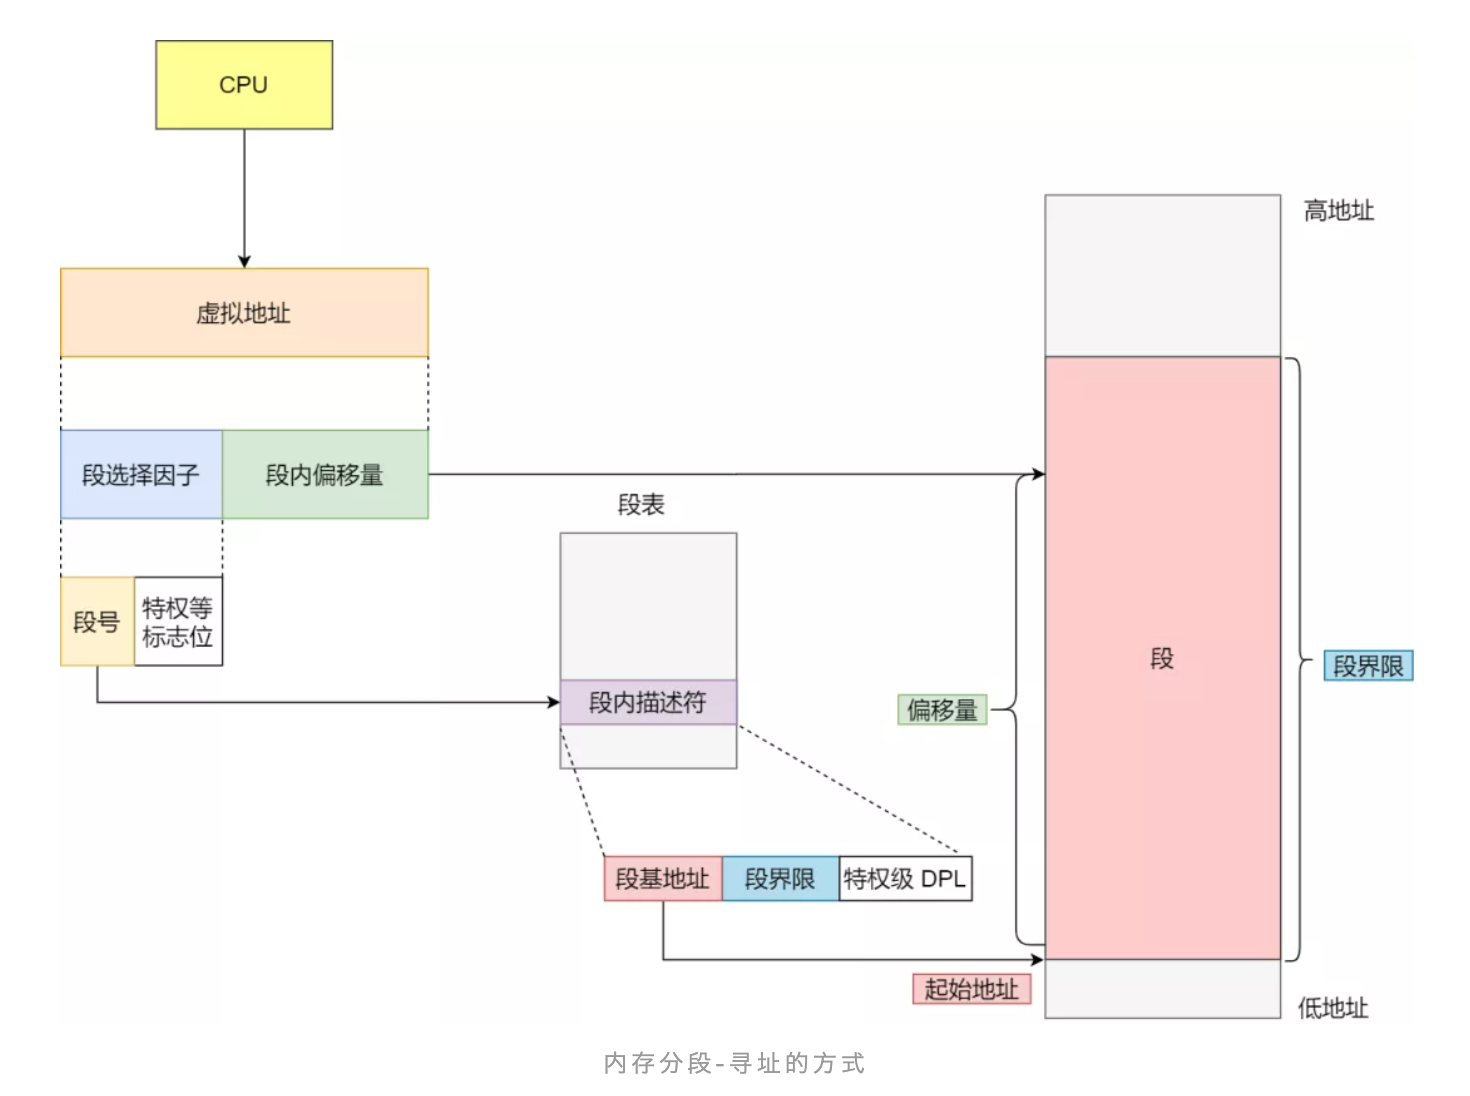 CPU
高地址
虚拟地址
段选择因子
段内偏移量
段表
段号
特权等
标志位
段内描述符
段
段界限
偏移量
段基地址
段界限
特权级 DPL
起始地址
低地址
内存分段-寻址的方式